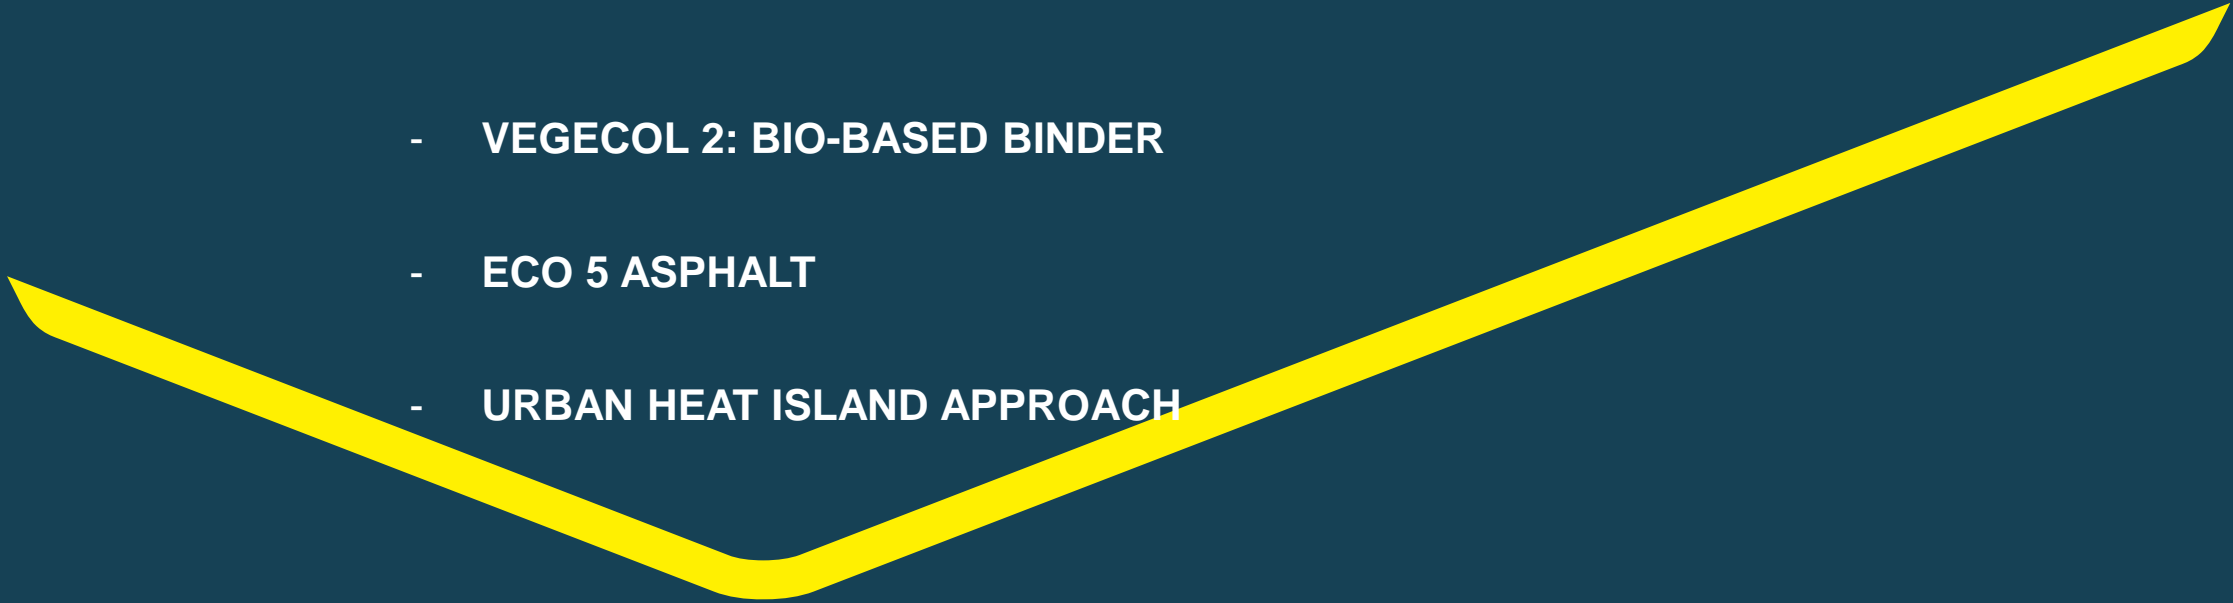 - VEGECOL 2: BIO-BASED BINDER
- ECO 5 ASPHALT
- URBAN HEAT ISLAND APPROACH